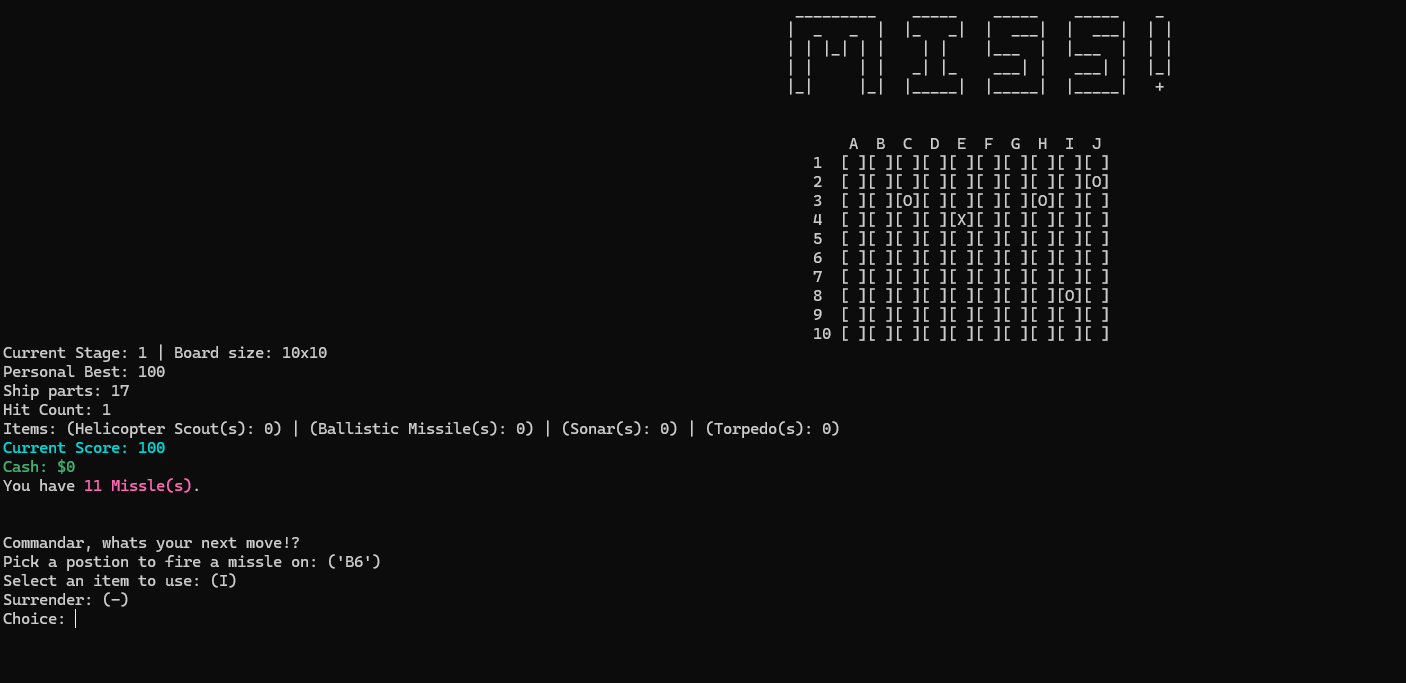 MISS!
A B C D E F G H I J
1 [ ][ ][ ][ ][ ][ ][ ][ ][ ][ ]
2 [ ][ ][ ][ ][ ][ ][ ][ ][ ][O]
3 [ ][ ][O][ ][ ][ ][ ][O][ ][ ]
4 [ ][ ][ ][ ][X][ ][ ][ ][ ][ ]
5 [ ][ ][ ][ ][ ][ ][ ][ ][ ][ ]
6 [ ][ ][ ][ ][ ][ ][ ][ ][ ][ ]
7 [ ][ ][ ][ ][ ][ ][ ][ ][ ][ ]
8 [ ][ ][ ][ ][ ][ ][ ][ ][O][ ]
9 [ ][ ][ ][ ][ ][ ][ ][ ][ ][ ]
10 [ ][ ][ ][ ][ ][ ][ ][ ][ ][ ]
Current Stage: 1 | Board size: 10x10
Personal Best: 100
Ship parts: 17
Hit Count: 1
Items: (Helicopter Scout(s): 0) | (Ballistic Missile(s): 0) | (Sonar(s): 0) | (Torpedo(s): 0)
Current Score: 100
Cash: $0
You have 11 Missle(s).
Commandar, whats your next move!?
Pick a postion to fire a missle on: ('B6')
Select an item to use: (I)
Surrender: (-)
Choice: